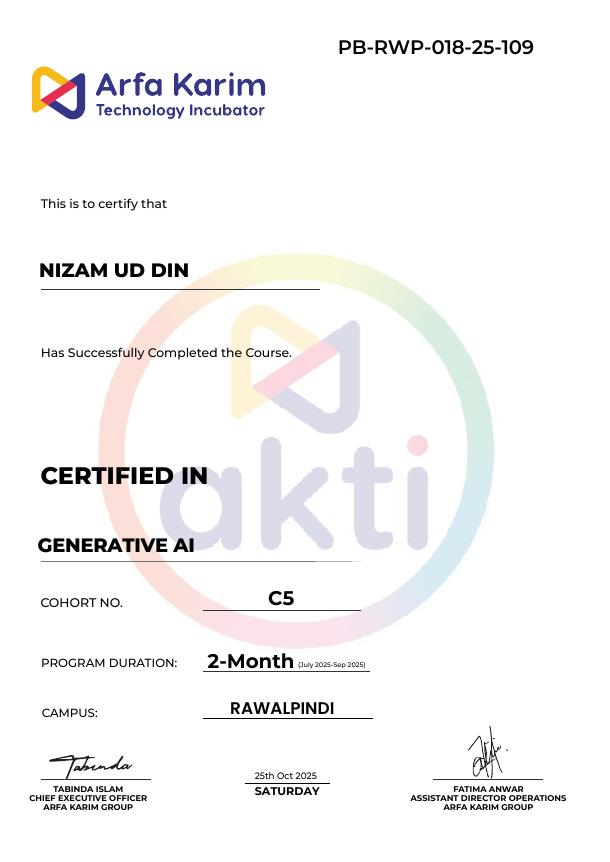 PB-RWP-018-25-109
Arfa Karim
Technology Incubator
This is to certify that
NIZAM UD DIN
Has Successfully Completed the Course.
akti
CERTIFIED IN
GENERATIVE AI
COHORT NO. C5
PROGRAM DURATION: 2-Month (July 2025-Sep 2025)
CAMPUS: RAWALPINDI
Tabinda
TABINDA ISLAM
CHIEF EXECUTIVE OFFICER
ARFA KARIM GROUP
25th Oct 2025
SATURDAY
FATIMA ANWAR
ASSISTANT DIRECTOR OPERATIONS
ARFA KARIM GROUP